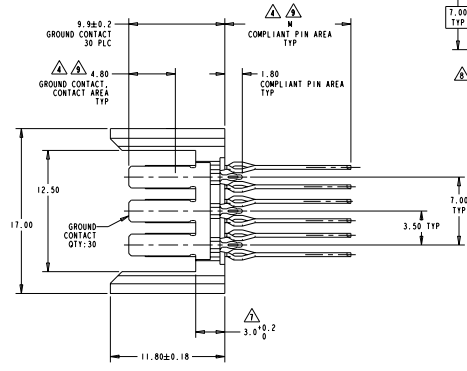 9.9±0.2
GROUND CONTACT
30 PLC
4 9
M
COMPLIANT PIN AREA
TYP
7.00
TYP
8
4 9 4.80
GROUND CONTACT,
CONTACT AREA
TYP
1.80
COMPLIANT PIN AREA
TYP
12.50
17.00
GROUND
CONTACT
QTY:30
7.00
TYP
3.50 TYP
7
3.0 +0.2
0
11.80±0.18